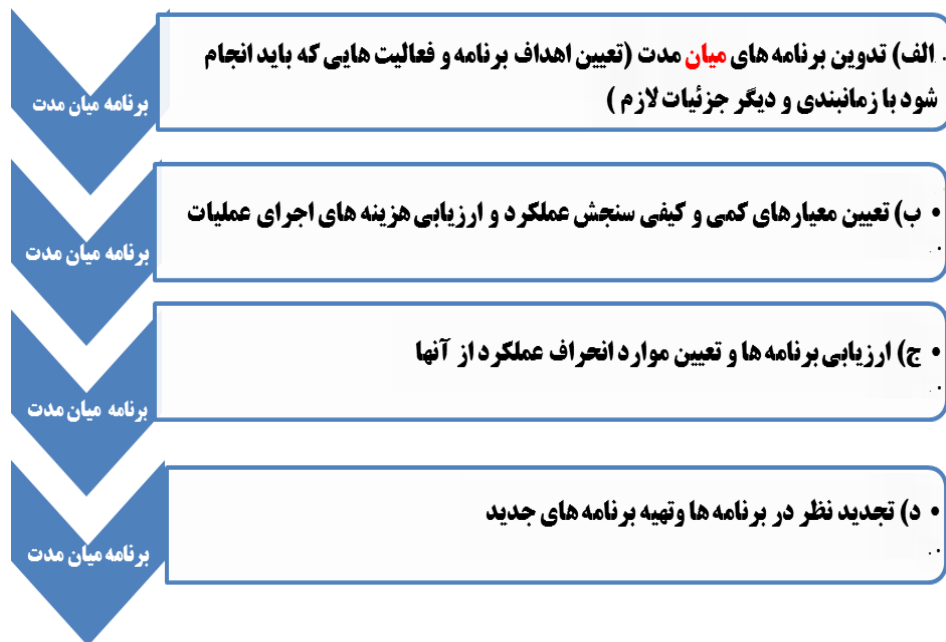 الف) تدوین برنامه های میان مدت (تعیین اهداف برنامه و فعالیت هایی که باید انجام
شود با زمانبندی و دیگر جزئیات لازم )
برنامه میان مدت
• ب) تعیین معیارهای کمی و کیفی سنجش عملکرد و ارزیابی هزینه های اجرای عملیات
برنامه میان مدت
• ج) ارزیابی برنامه ها و تعیین موارد انحراف عملکرد از آنها
برنامه میان مدت
• د) تجدید نظر در برنامه ها وتهیه برنامه های جدید
برنامه میان مدت